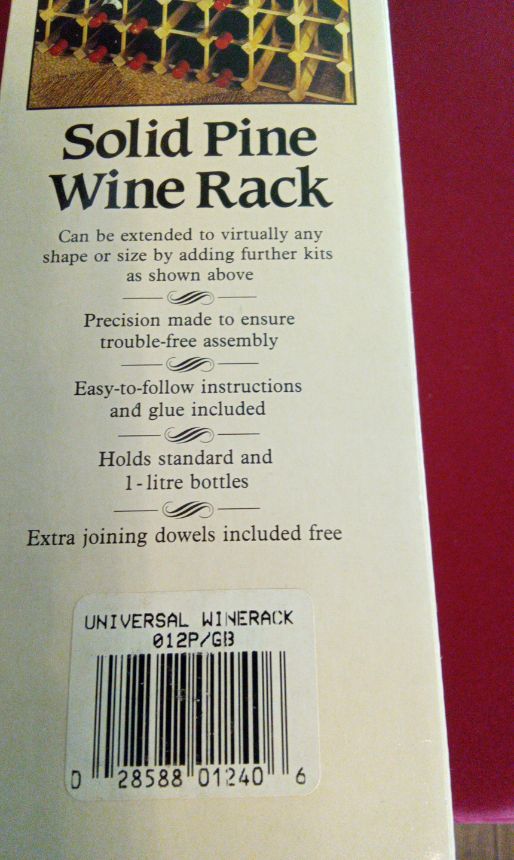 Solid Pine
Wine Rack
Can be extended to virtually any
shape or size by adding further kits
as shown above
Precision made to ensure
trouble-free assembly
Easy-to-follow instructions
and glue included
Holds standard and
1-litre bottles
Extra joining dowels included free
UNIVERSAL WINERACK
012P/GB
0 28588 01240 6